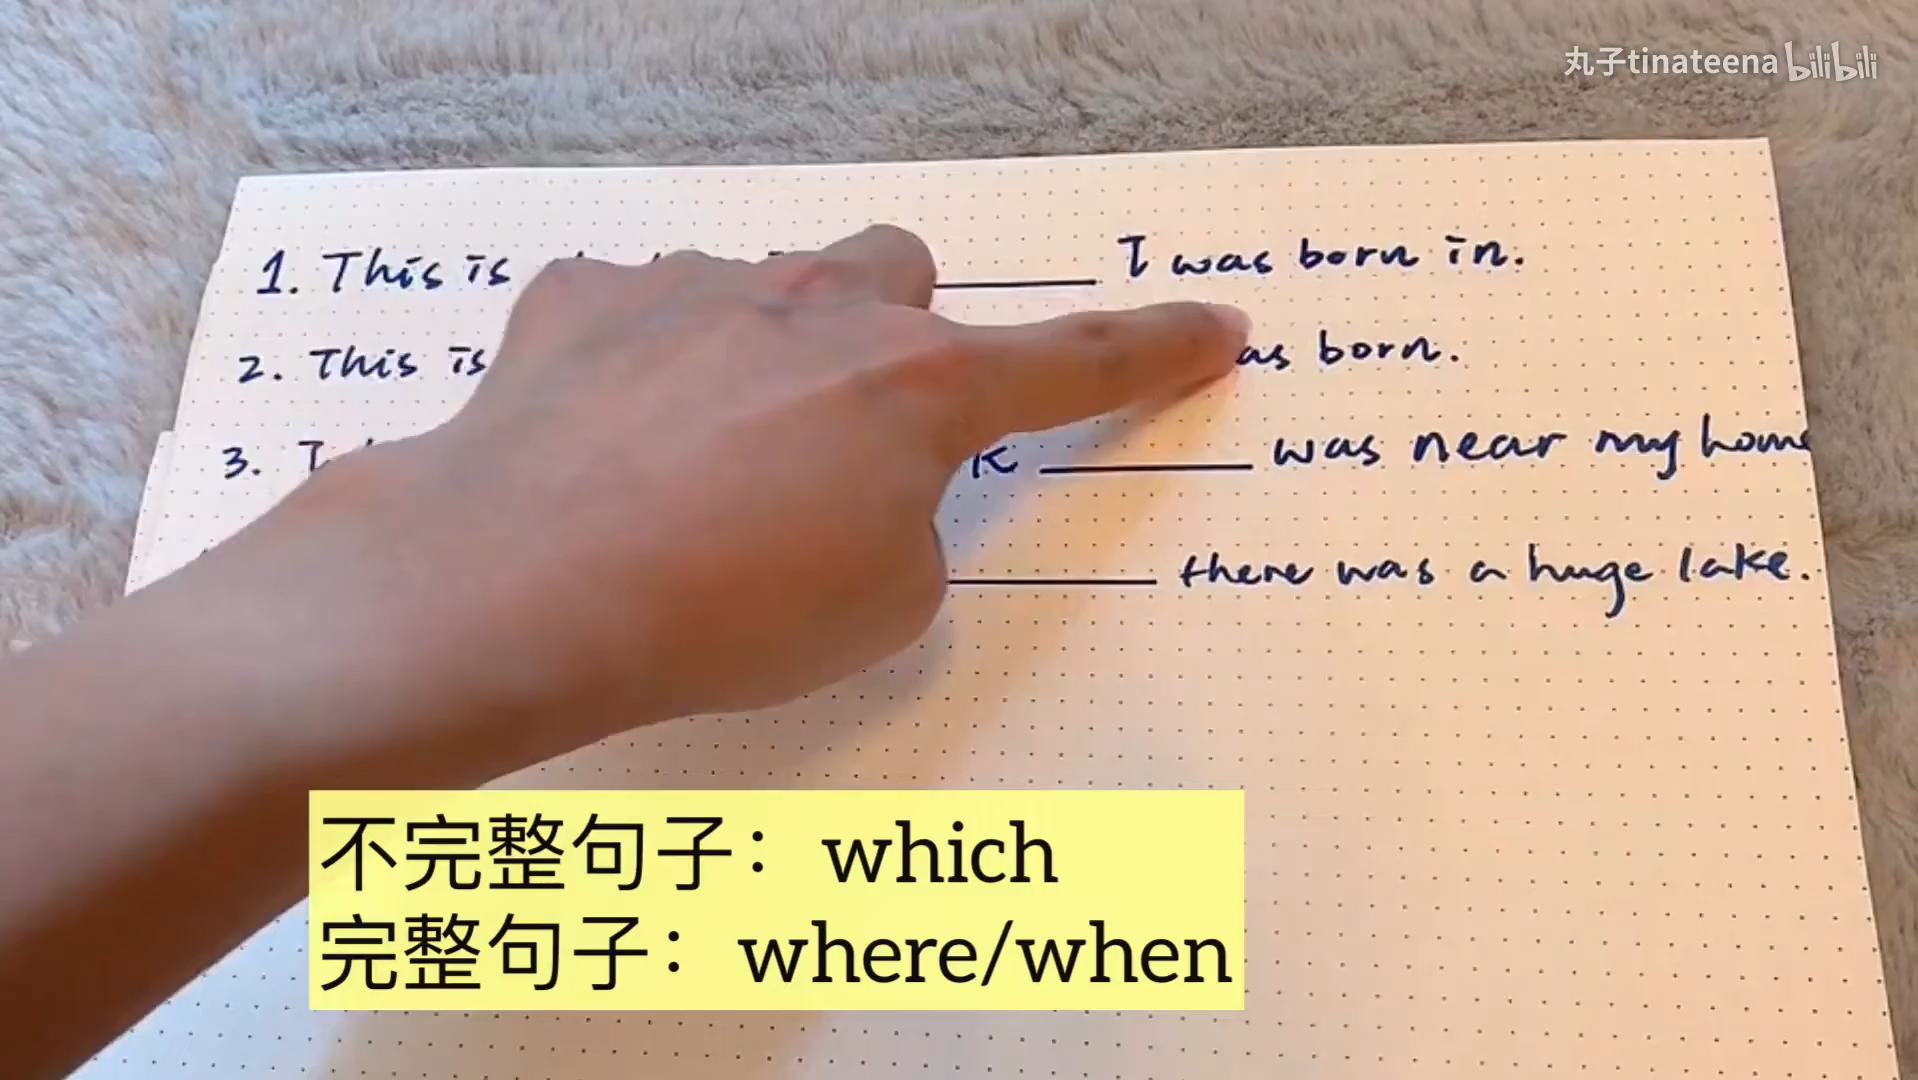 丸子tinateena bilibili
1. This is ______ I was born in.
2. This is as born.
3. I ______ was near my home
______ there was a huge lake.
不完整句子：which
完整句子：where/when